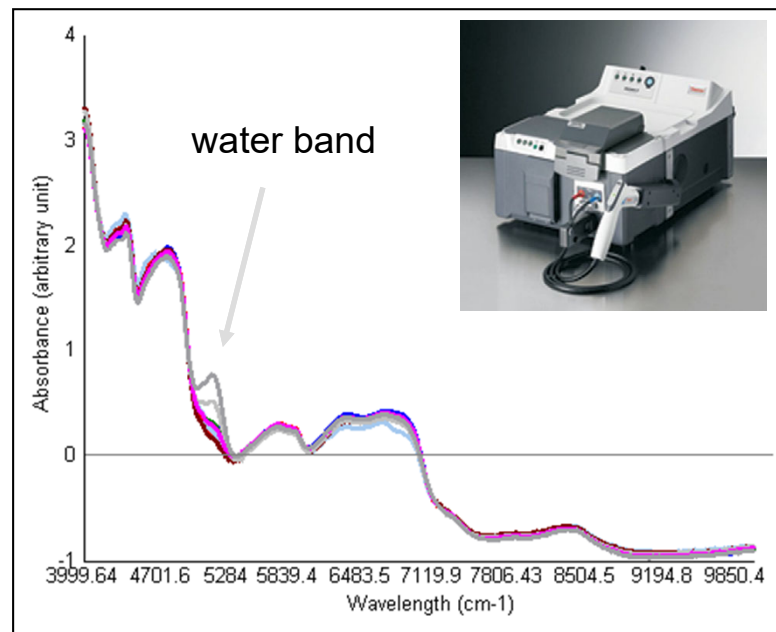 4
3
2
1
0
-1
Absorbance (arbitrary unit)
water band
3999.64 4701.6 5284 5839.4 6483.5 7119.9 7806.43 8504.5 9194.8 9850.4
Wavelength (cm-1)